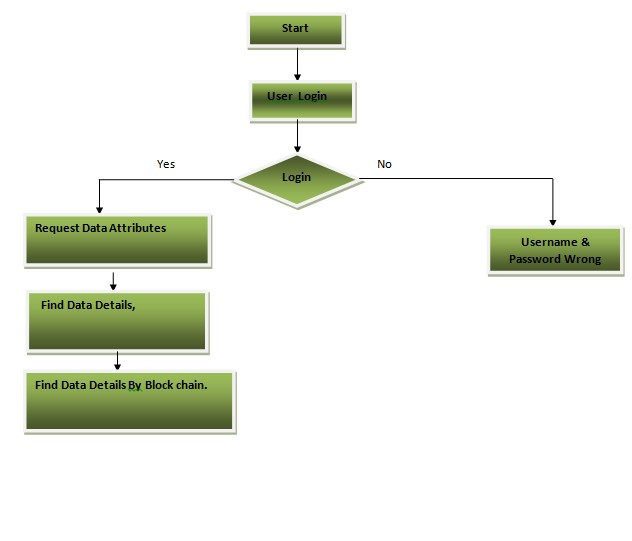 Start
User Login
Yes
Login
No
Request Data Attributes
Username &
Password Wrong
Find Data Details,
Find Data Details By Block chain.